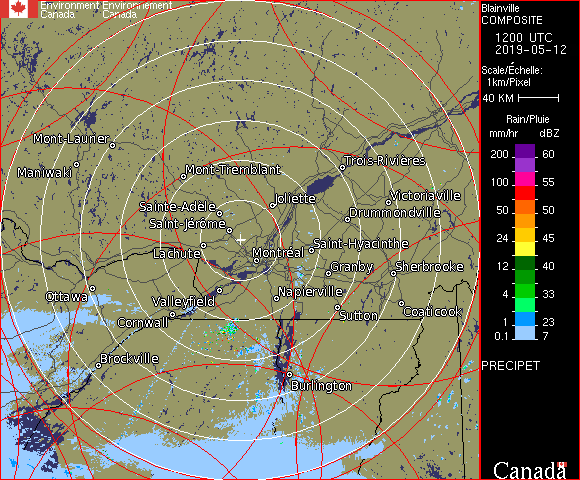 Environment Environnement
Canada Canada
Blainville
COMPOSITE
1200 UTC
2019-05-12
Scale/Échelle:
1km/Pixel
40 KM
Rain/Pluie
mm/hr dBZ
200 60
100 55
50 50
24 45
12 40
4 33
1 23
0.1 7
PRECIPET
Mont-Laurier
Maniwaki
Mont-Tremblant
Trois-Rivières
Joliette
Victoriaville
Sainte-Adèle
Drummondville
Saint-Jérôme
Lachute
Montréal
Saint-Hyacinthe
Granby
Sherbrooke
Ottawa
Valleyfield
Napierville
Cornwall
Sutton
Coaticook
Brockville
Burlington
Canada